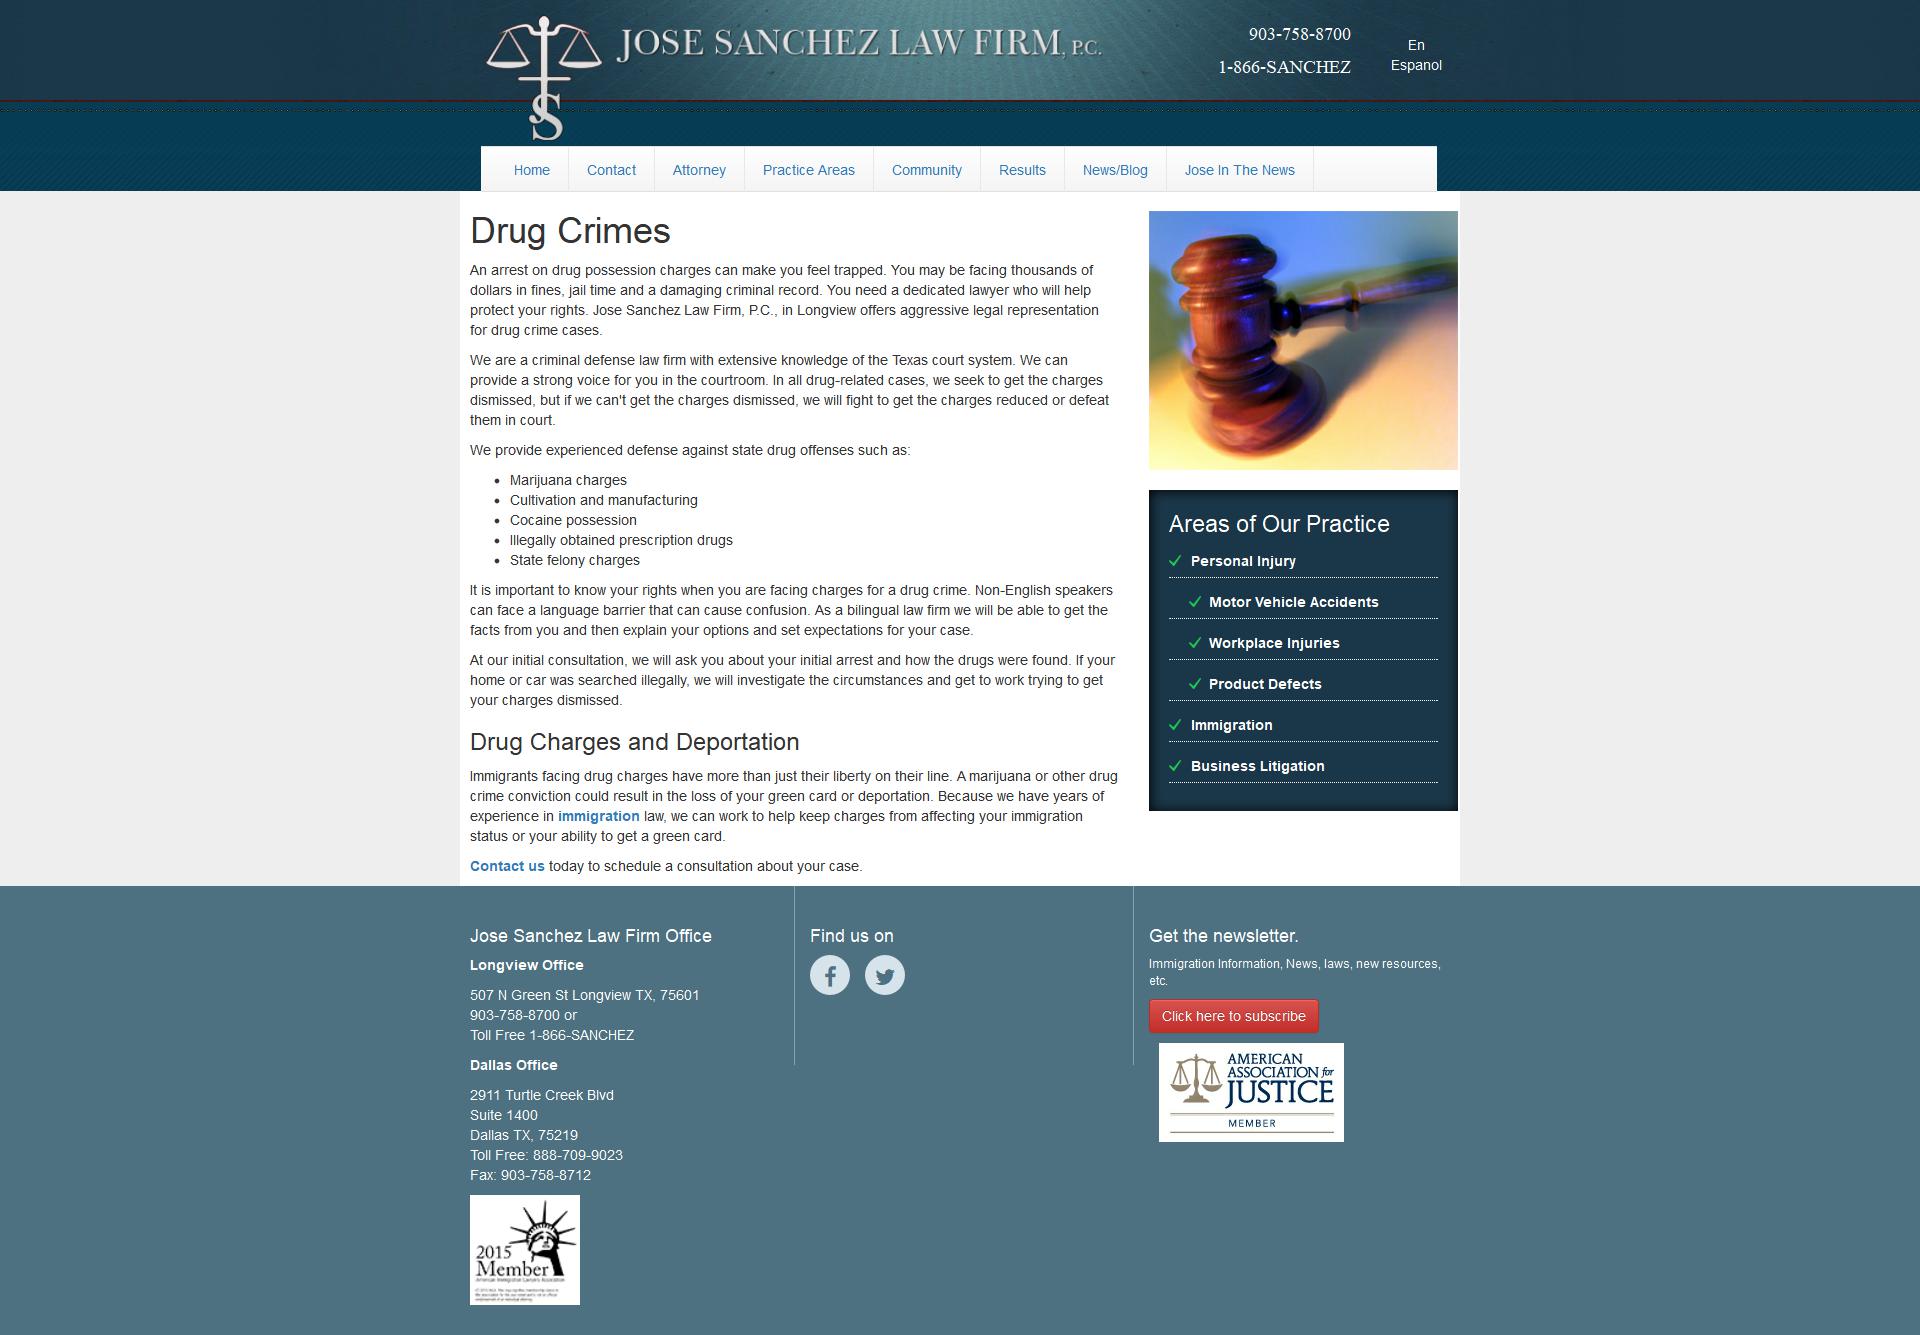 JOSE SANCHEZ LAW FIRM, P.C.
903-758-8700
1-866-SANCHEZ
En
Espanol
JS
Home
Contact
Attorney
Practice Areas
Community
Results
News/Blog
Jose In The News
Drug Crimes
An arrest on drug possession charges can make you feel trapped. You may be facing thousands of
dollars in fines, jail time and a damaging criminal record. You need a dedicated lawyer who will help
protect your rights. Jose Sanchez Law Firm, P.C., in Longview offers aggressive legal representation
for drug crime cases.
We are a criminal defense law firm with extensive knowledge of the Texas court system. We can
provide a strong voice for you in the courtroom. In all drug-related cases, we seek to get the charges
dismissed, but if we can't get the charges dismissed, we will fight to get the charges reduced or defeat
them in court.
We provide experienced defense against state drug offenses such as:
• Marijuana charges
• Cultivation and manufacturing
• Cocaine possession
• Illegally obtained prescription drugs
• State felony charges
It is important to know your rights when you are facing charges for a drug crime. Non-English speakers
can face a language barrier that can cause confusion. As a bilingual law firm we will be able to get the
facts from you and then explain your options and set expectations for your case.
At our initial consultation, we will ask you about your initial arrest and how the drugs were found. If your
home or car was searched illegally, we will investigate the circumstances and get to work trying to get
your charges dismissed.
Drug Charges and Deportation
Immigrants facing drug charges have more than just their liberty on their line. A marijuana or other drug
crime conviction could result in the loss of your green card or deportation. Because we have years of
experience in immigration law, we can work to help keep charges from affecting your immigration
status or your ability to get a green card.
Contact us today to schedule a consultation about your case.
Areas of Our Practice
Personal Injury
Motor Vehicle Accidents
Workplace Injuries
Product Defects
Immigration
Business Litigation
Jose Sanchez Law Firm Office
Longview Office
507 N Green St Longview TX, 75601
903-758-8700 or
Toll Free 1-866-SANCHEZ
Dallas Office
2911 Turtle Creek Blvd
Suite 1400
Dallas TX, 75219
Toll Free: 888-709-9023
Fax: 903-758-8712
2015
Member
American Immigration Lawyers Association
Find us on
Get the newsletter.
Immigration Information, News, laws, new resources,
etc.
Click here to subscribe
AMERICAN
ASSOCIATION for
JUSTICE
MEMBER